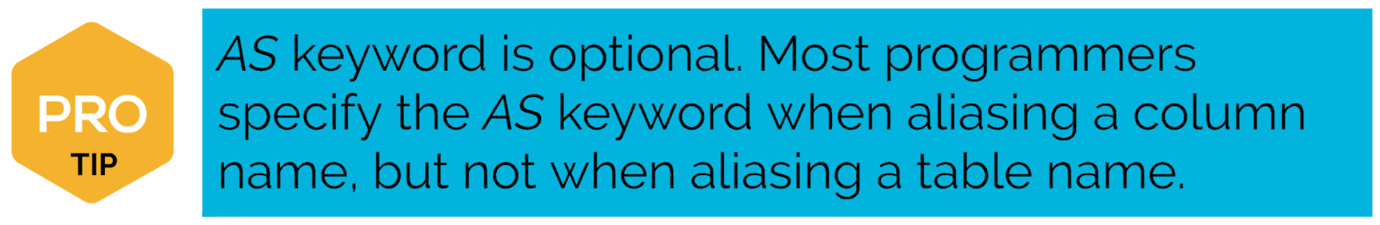 PRO
TIP
AS keyword is optional. Most programmers
specify the AS keyword when aliasing a column
name, but not when aliasing a table name.